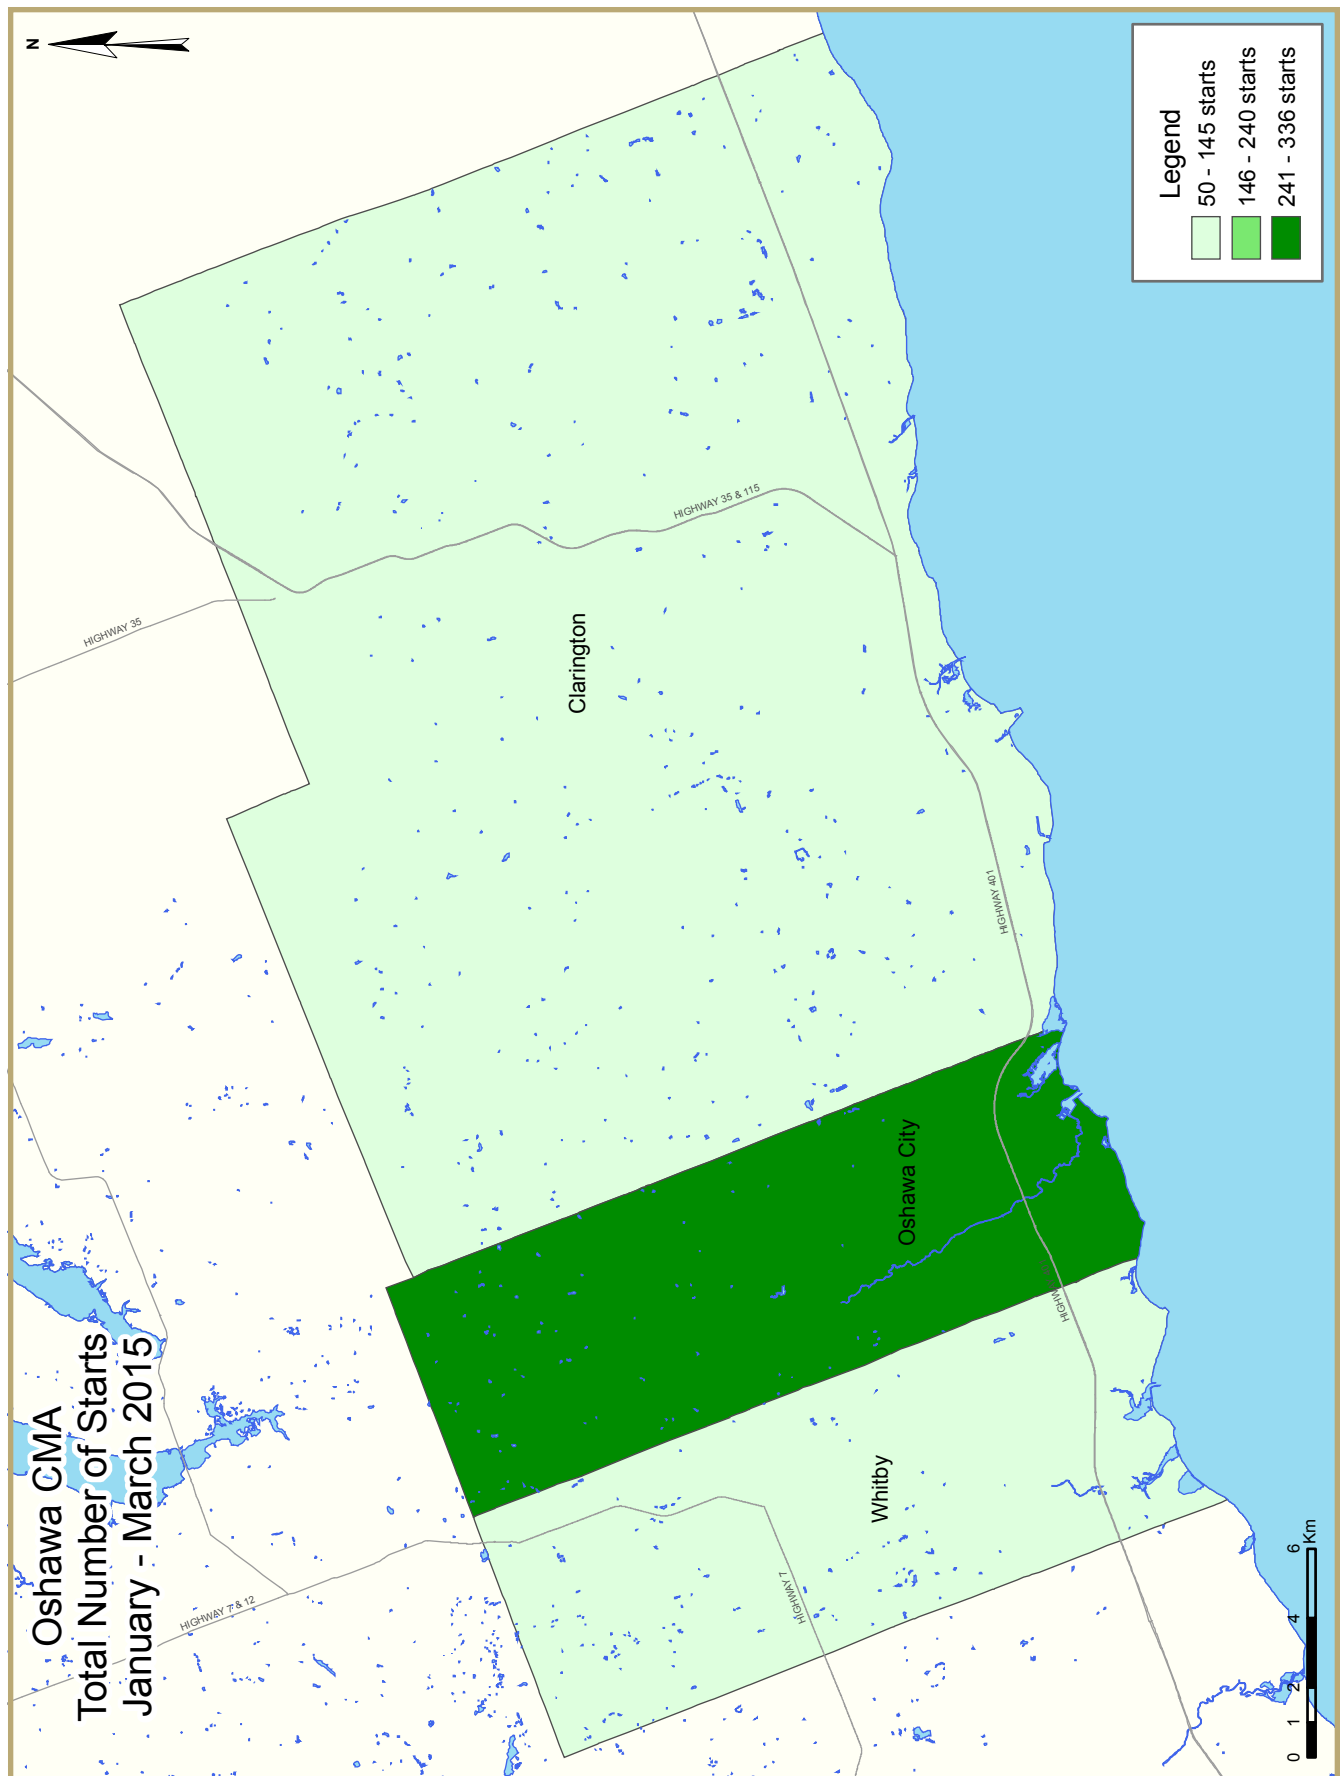 Oshawa CMA
Total Number of Starts
January - March 2015
N
HIGHWAY 7 & 12
HIGHWAY 35
HIGHWAY 35 & 115
Clarington
HIGHWAY 7
Whitby
Oshawa City
HIGHW
HIGHWAY 401
0 1 2 4 6
Km
Legend
50 - 145 starts
146 - 240 starts
241 - 336 starts